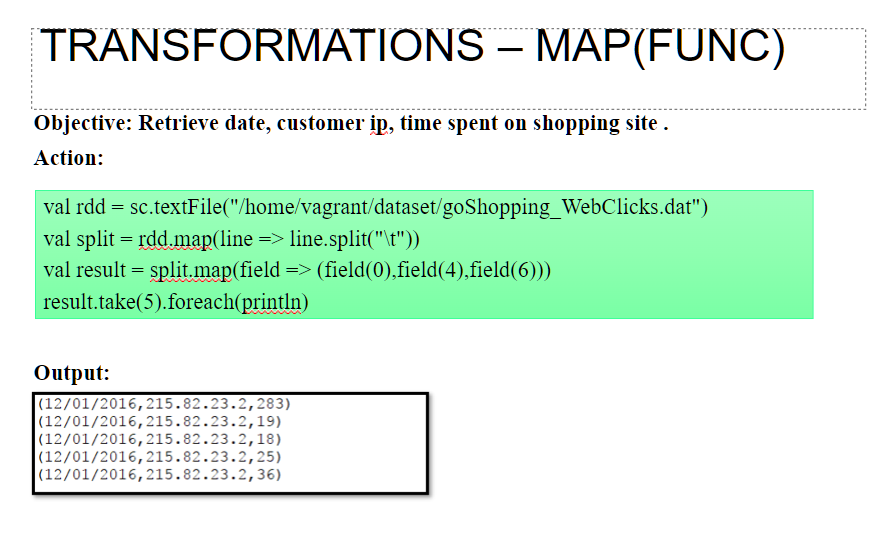 TRANSFORMATIONS – MAP(FUNC)
Objective: Retrieve date, customer ip, time spent on shopping site .
Action:
val rdd = sc.textFile("/home/vagrant/dataset/goShopping_WebClicks.dat")
val split = rdd.map(line => line.split("\t"))
val result = split.map(field => (field(0),field(4),field(6)))
result.take(5).foreach(println)
Output:
(12/01/2016,215.82.23.2,283)
(12/01/2016,215.82.23.2,19)
(12/01/2016,215.82.23.2,18)
(12/01/2016,215.82.23.2,25)
(12/01/2016,215.82.23.2,36)